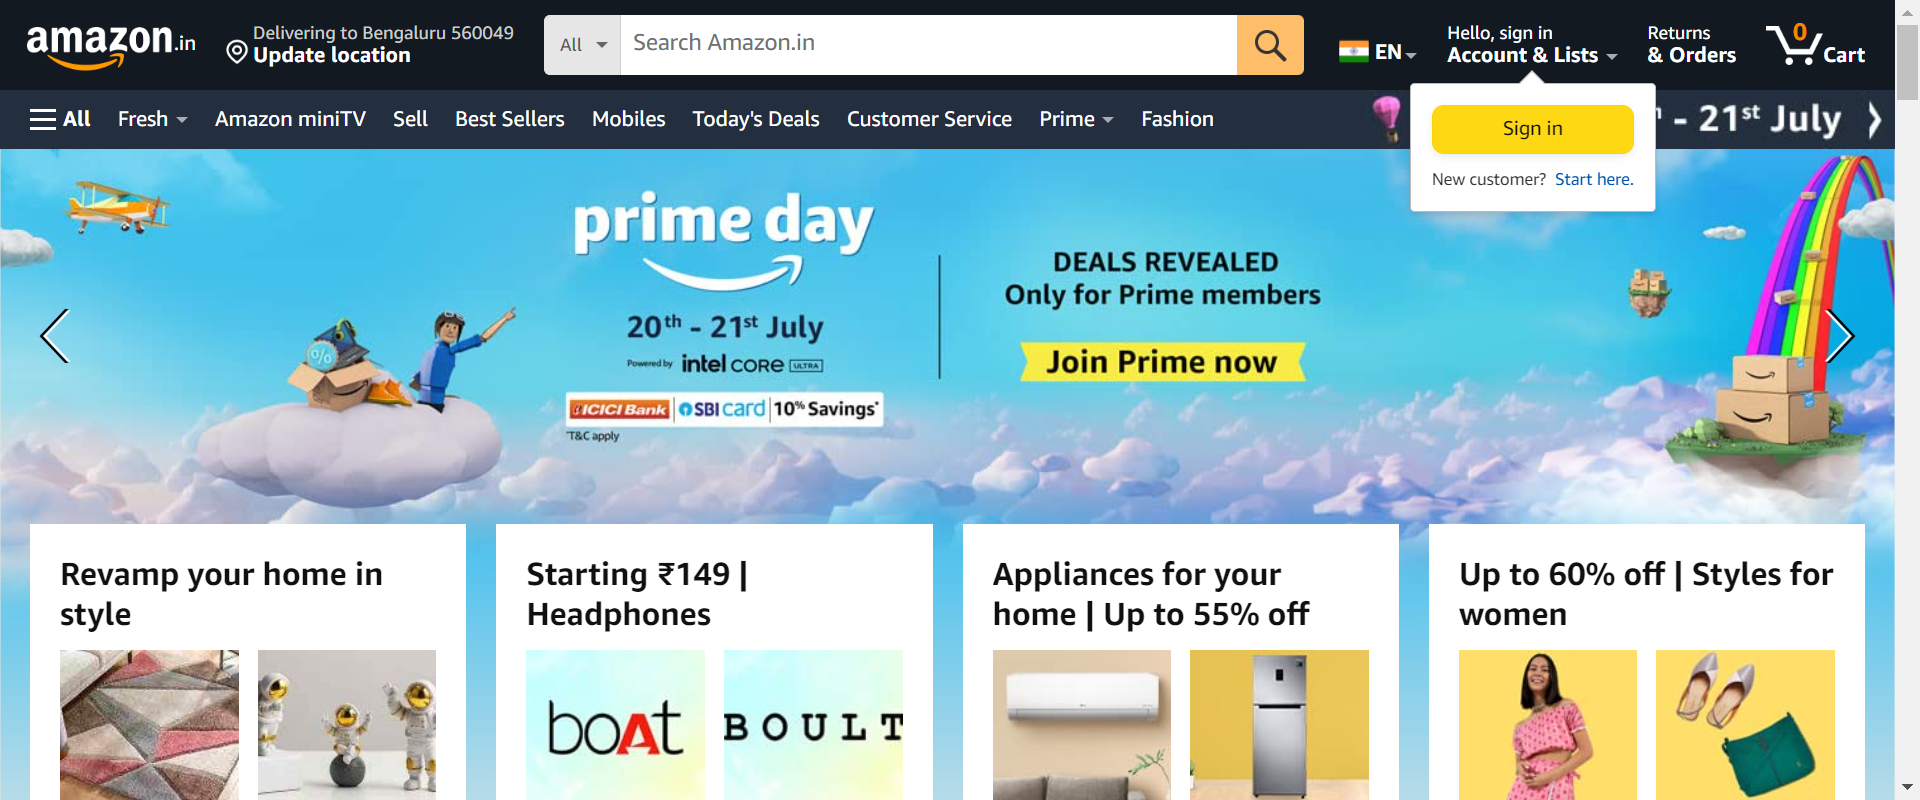 amazon.in
Delivering to Bengaluru 560049
Update location
All
Search Amazon.in
EN
Hello, sign in
Account & Lists
Returns
& Orders
0
Cart
All
Fresh
Amazon miniTV
Sell
Best Sellers
Mobiles
Today's Deals
Customer Service
Prime
Fashion
- 21st July
Sign in
New customer? Start here.
prime day
20th - 21st July
Powered by intel CORE ULTRA
ICICI Bank SBI card 10% Savings*
*T&C apply
DEALS REVEALED
Only for Prime members
Join Prime now
%
Revamp your home in
style
Starting ₹149 |
Headphones
boAt
BOULT
Appliances for your
home | Up to 55% off
Up to 60% off | Styles for
women